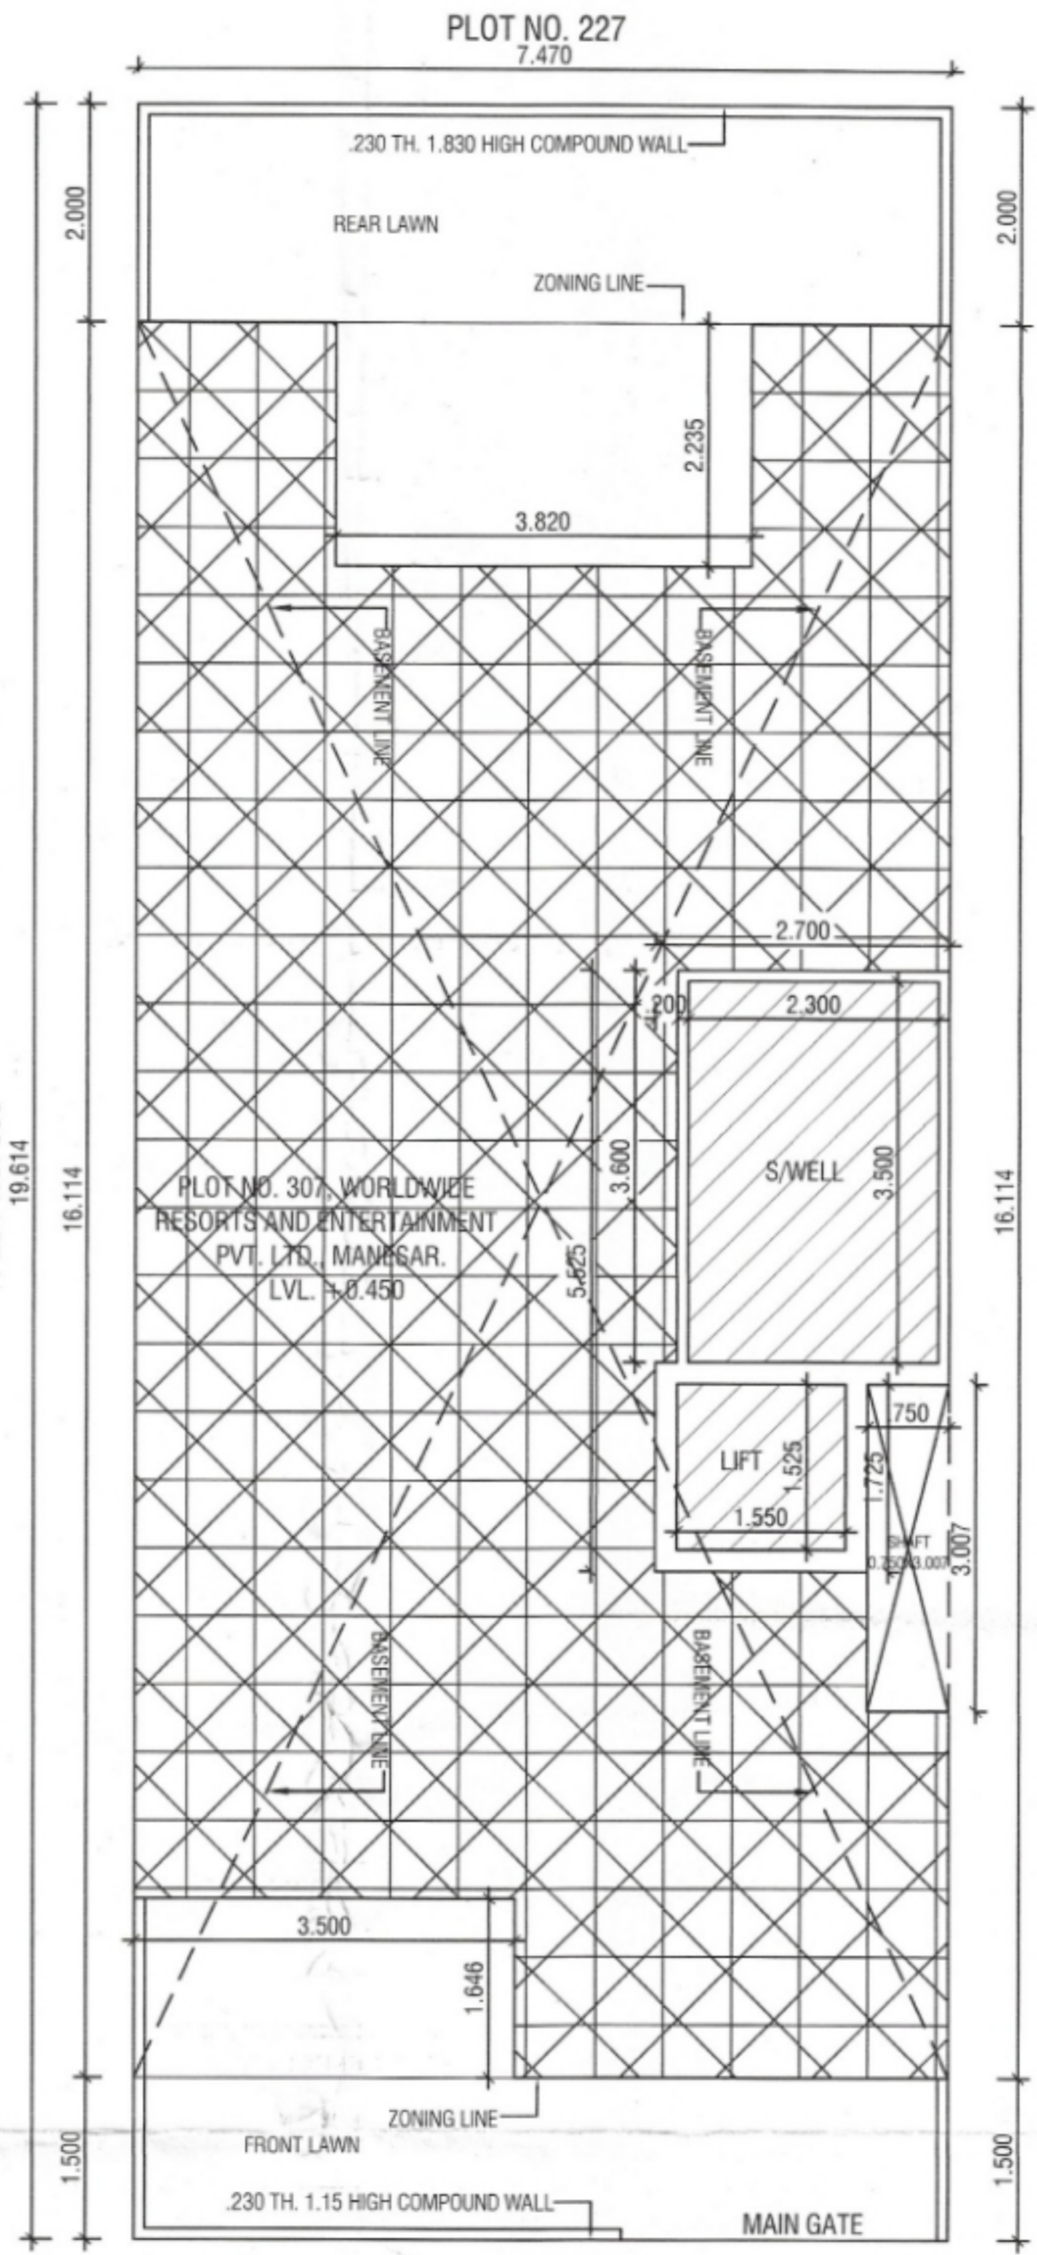 PLOT NO. 227
7.470
.230 TH. 1.830 HIGH COMPOUND WALL
2.000
2.000
REAR LAWN
ZONING LINE
2.235
3.820
BASEMENT LINE
BASEMENT LINE
2.700
.200
2.300
19.614
16.114
3.600
S/WELL
3.500
16.114
PLOT NO. 307, WORLDWIDE
RESORTS AND ENTERTAINMENT
PVT. LTD., MANESAR.
LVL. +0.450
5.525
.750
LIFT
1.525
1.725
1.550
SHAFT
0.750X3.007
3.007
BASEMENT LINE
BASEMENT LINE
3.500
1.646
ZONING LINE
FRONT LAWN
1.500
1.500
.230 TH. 1.15 HIGH COMPOUND WALL
MAIN GATE